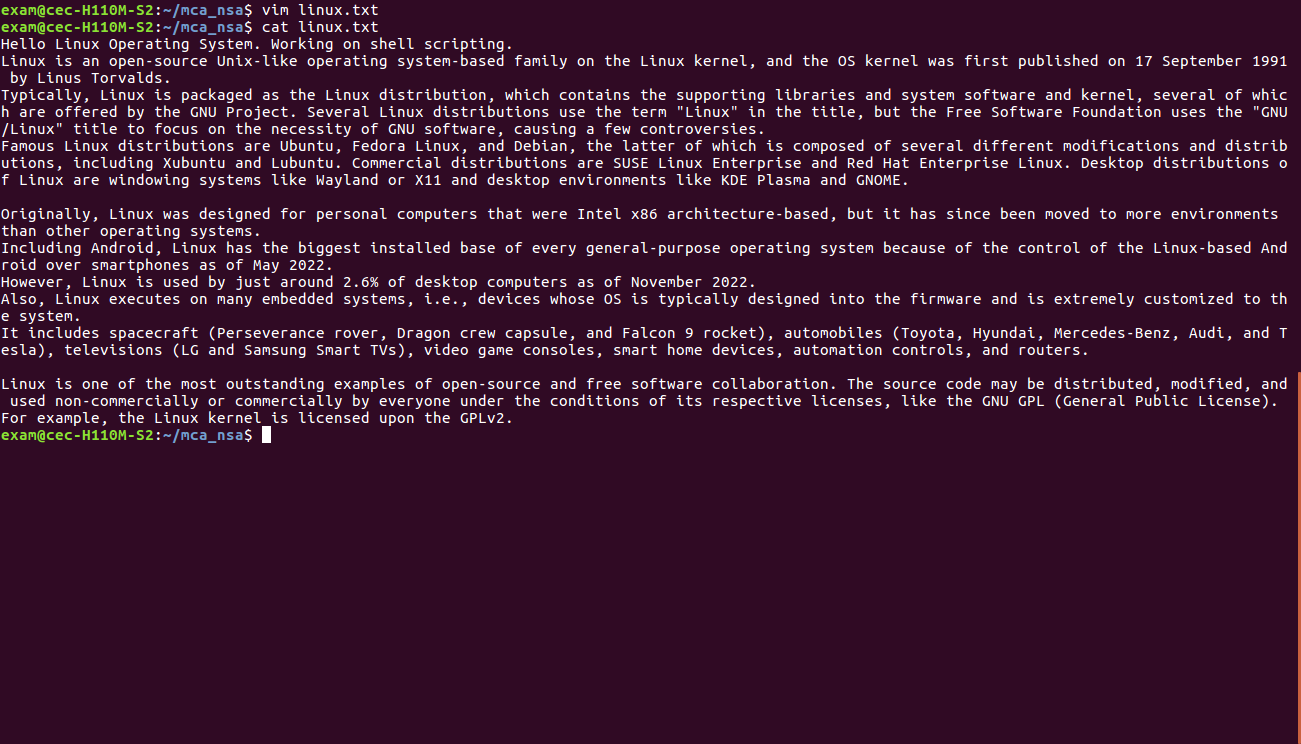 exam@cec-H110M-S2:~/mca_nsa$ vim linux.txt
exam@cec-H110M-S2:~/mca_nsa$ cat linux.txt
Hello Linux Operating System. Working on shell scripting.
Linux is an open-source Unix-like operating system-based family on the Linux kernel, and the OS kernel was first published on 17 September 1991
 by Linus Torvalds.
Typically, Linux is packaged as the Linux distribution, which contains the supporting libraries and system software and kernel, several of whic
h are offered by the GNU Project. Several Linux distributions use the term "Linux" in the title, but the Free Software Foundation uses the "GNU
/Linux" title to focus on the necessity of GNU software, causing a few controversies.
Famous Linux distributions are Ubuntu, Fedora Linux, and Debian, the latter of which is composed of several different modifications and distrib
utions, including Xubuntu and Lubuntu. Commercial distributions are SUSE Linux Enterprise and Red Hat Enterprise Linux. Desktop distributions o
f Linux are windowing systems like Wayland or X11 and desktop environments like KDE Plasma and GNOME.

Originally, Linux was designed for personal computers that were Intel x86 architecture-based, but it has since been moved to more environments
than other operating systems.
Including Android, Linux has the biggest installed base of every general-purpose operating system because of the control of the Linux-based And
roid over smartphones as of May 2022.
However, Linux is used by just around 2.6% of desktop computers as of November 2022.
Also, Linux executes on many embedded systems, i.e., devices whose OS is typically designed into the firmware and is extremely customized to th
e system.
It includes spacecraft (Perseverance rover, Dragon crew capsule, and Falcon 9 rocket), automobiles (Toyota, Hyundai, Mercedes-Benz, Audi, and T
esla), televisions (LG and Samsung Smart TVs), video game consoles, smart home devices, automation controls, and routers.

Linux is one of the most outstanding examples of open-source and free software collaboration. The source code may be distributed, modified, and
 used non-commercially or commercially by everyone under the conditions of its respective licenses, like the GNU GPL (General Public License).
For example, the Linux kernel is licensed upon the GPLv2.
exam@cec-H110M-S2:~/mca_nsa$